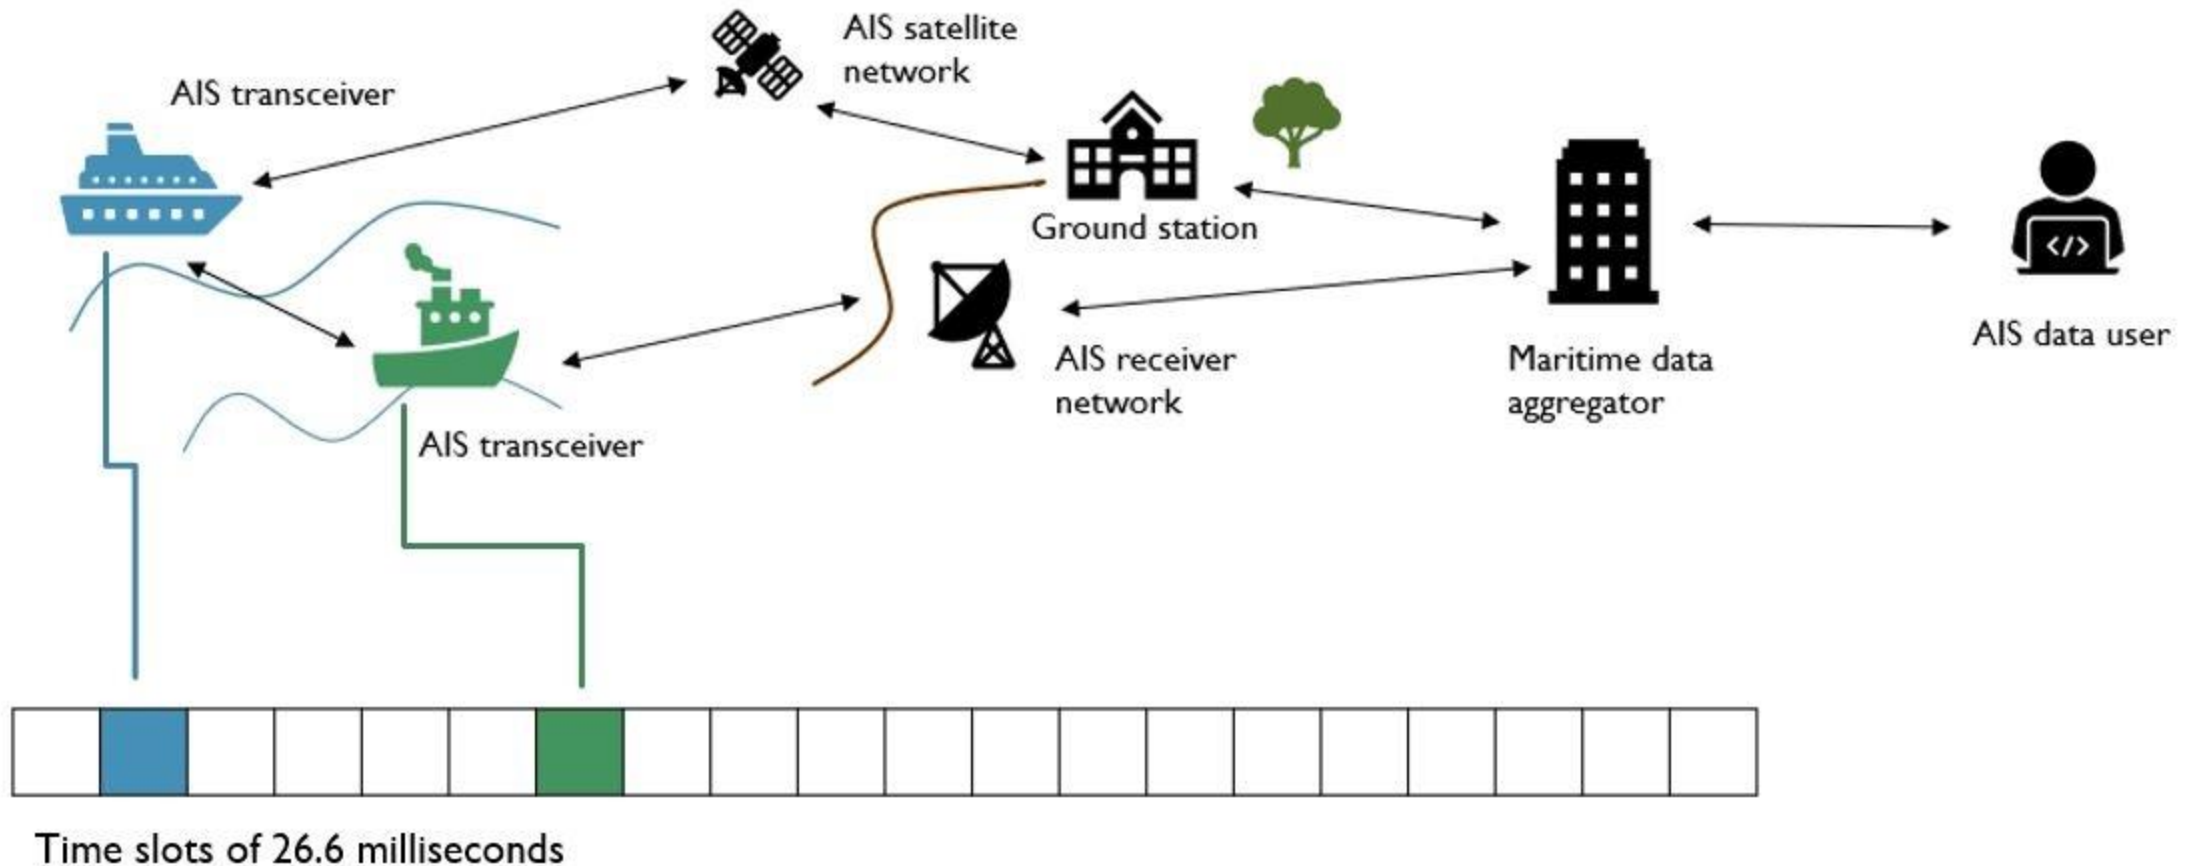 AIS satellite
network
AIS transceiver
Ground station
AIS receiver
network
Maritime data
aggregator
</>
AIS data user
AIS transceiver
Time slots of 26.6 milliseconds